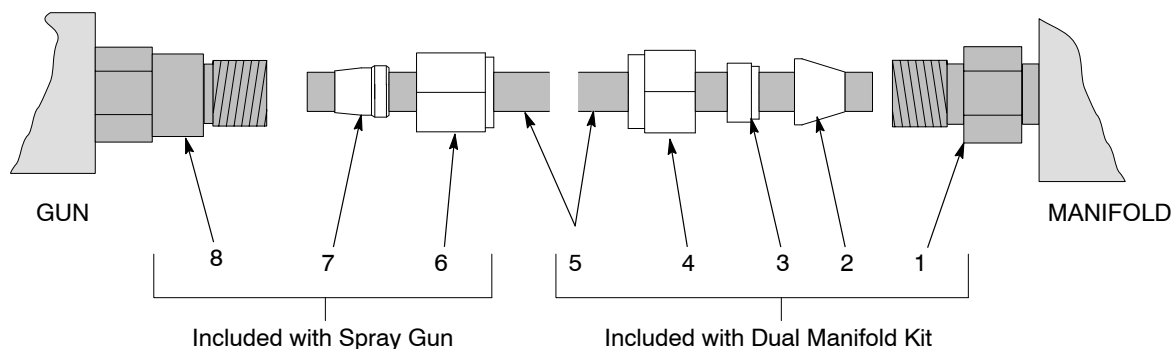 GUN
MANIFOLD
8 7 6 5 4 3 2 1
Included with Spray Gun
Included with Dual Manifold Kit